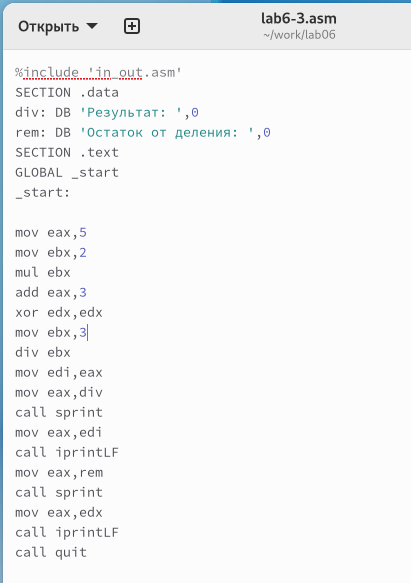 Открыть
lab6-3.asm
~/work/lab06
%include 'in_out.asm'
SECTION .data
div: DB 'Результат: ',0
rem: DB 'Остаток от деления: ',0
SECTION .text
GLOBAL _start
_start:
mov eax,5
mov ebx,2
mul ebx
add eax,3
xor edx,edx
mov ebx,3
div ebx
mov edi,eax
mov eax,div
call sprint
mov eax,edi
call iprintLF
mov eax,rem
call sprint
mov eax,edx
call iprintLF
call quit